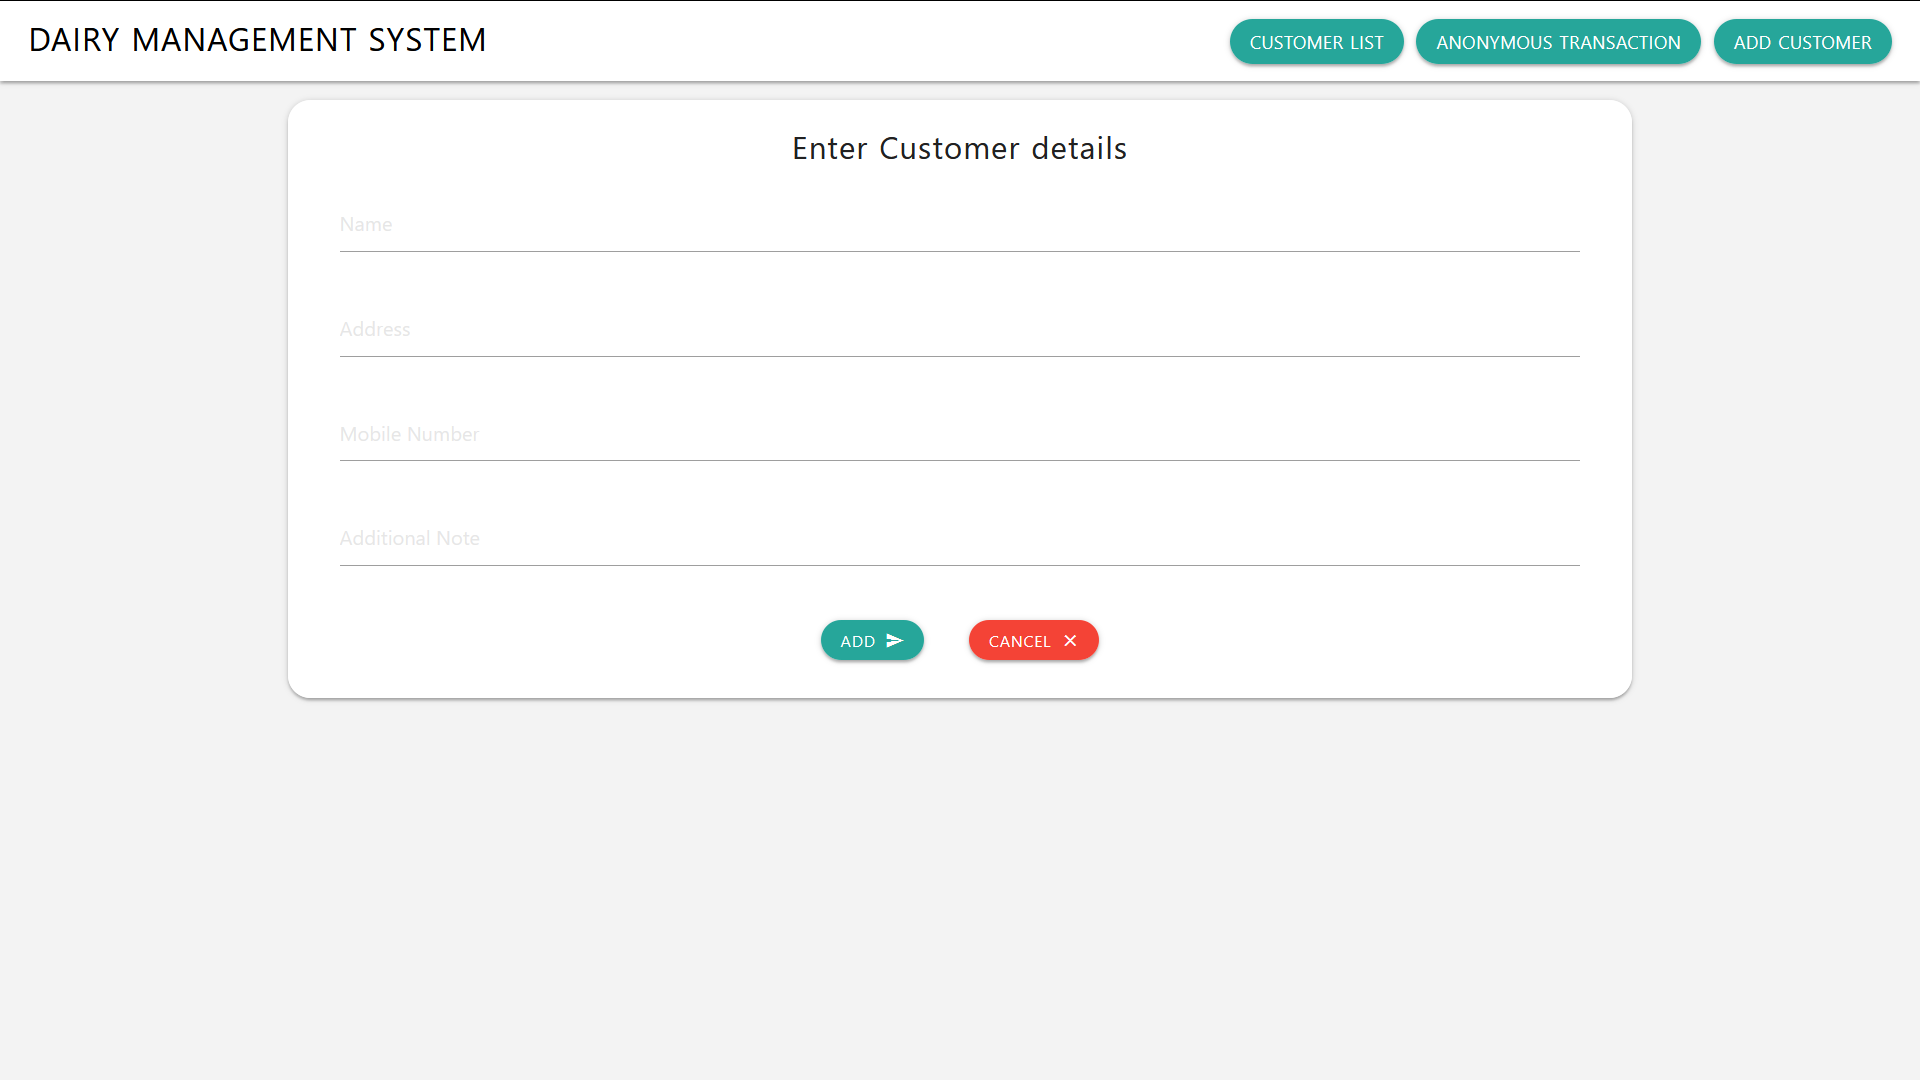 DAIRY MANAGEMENT SYSTEM
CUSTOMER LIST
ANONYMOUS TRANSACTION
ADD CUSTOMER
Enter Customer details
Name
Address
Mobile Number
Additional Note
ADD
CANCEL